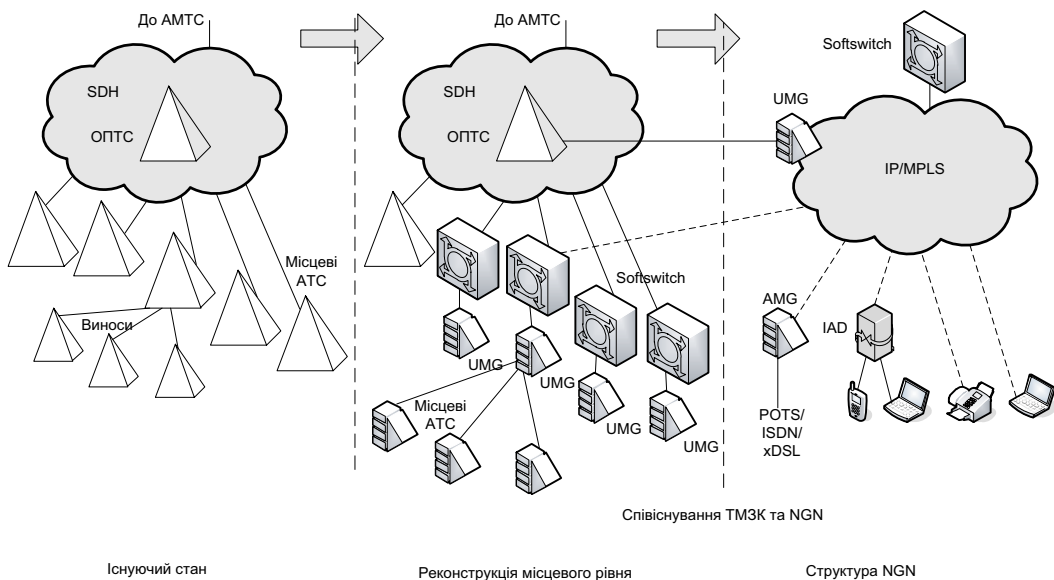 До АМТС
SDH
ОПТС
Місцеві
АТС
Виноси
До АМТС
SDH
ОПТС
Softswitch
UMG
UMG
UMG
UMG
Місцеві
АТС
Softswitch
UMG
IP/MPLS
AMG
IAD
POTS/
ISDN/
xDSL
Співіснування ТМЗК та NGN
Існуючий стан
Реконструкція місцевого рівня
Структура NGN